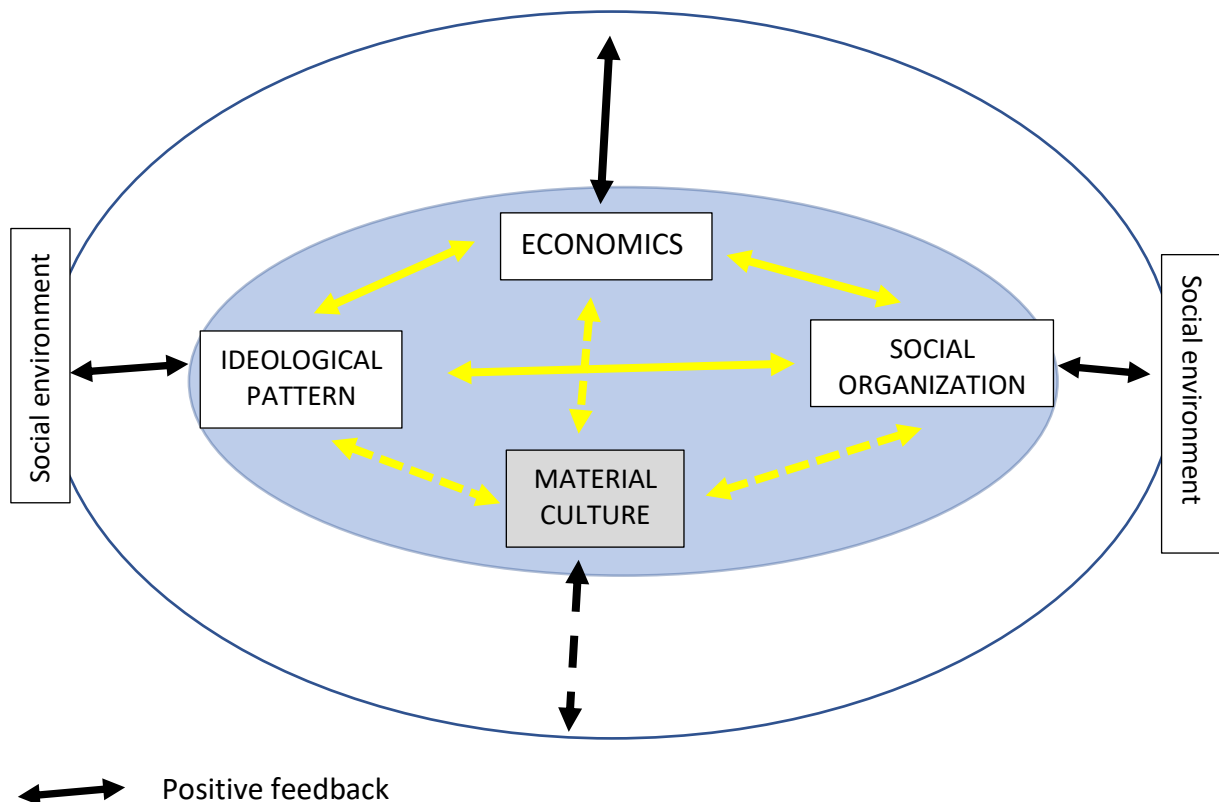 ECONOMICS
Social environment
IDEOLOGICAL
PATTERN
SOCIAL
ORGANIZATION
Social environment
MATERIAL
CULTURE
Positive feedback